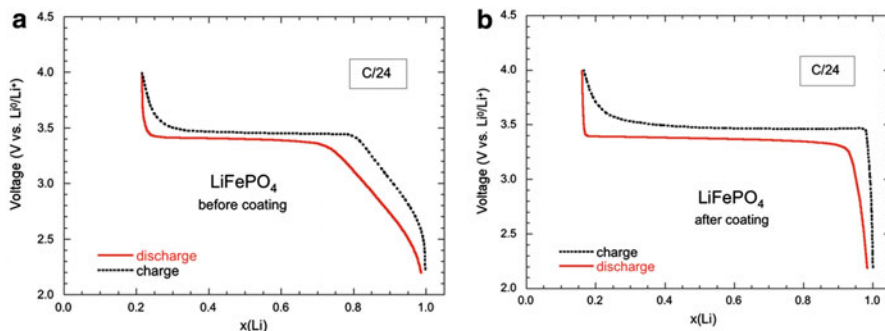 a
4.5
4.0
3.5
3.0
2.5
2.0
Voltage (V vs. Li⁰/Li⁺)
C/24
LiFePO₄
before coating
discharge
charge
0.0 0.2 0.4 0.6 0.8 1.0
x(Li)
b
4.5
4.0
3.5
3.0
2.5
2.0
Voltage (V vs. Li⁰/Li⁺)
C/24
LiFePO₄
after coating
charge
discharge
0.0 0.2 0.4 0.6 0.8 1.0
x(Li)